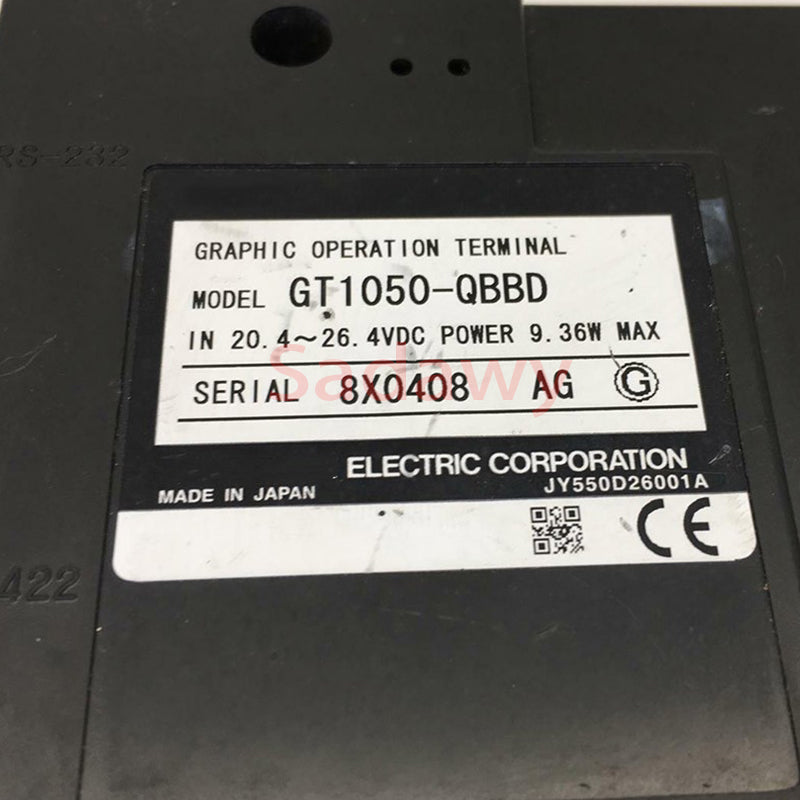 RS-232
GRAPHIC OPERATION TERMINAL
MODEL GT1050-QBBD
IN 20.4~26.4VDC POWER 9.36W MAX
Sadawy
SERIAL 8X0408 AG G
ELECTRIC CORPORATION
MADE IN JAPAN JY550D26001A
CE
422